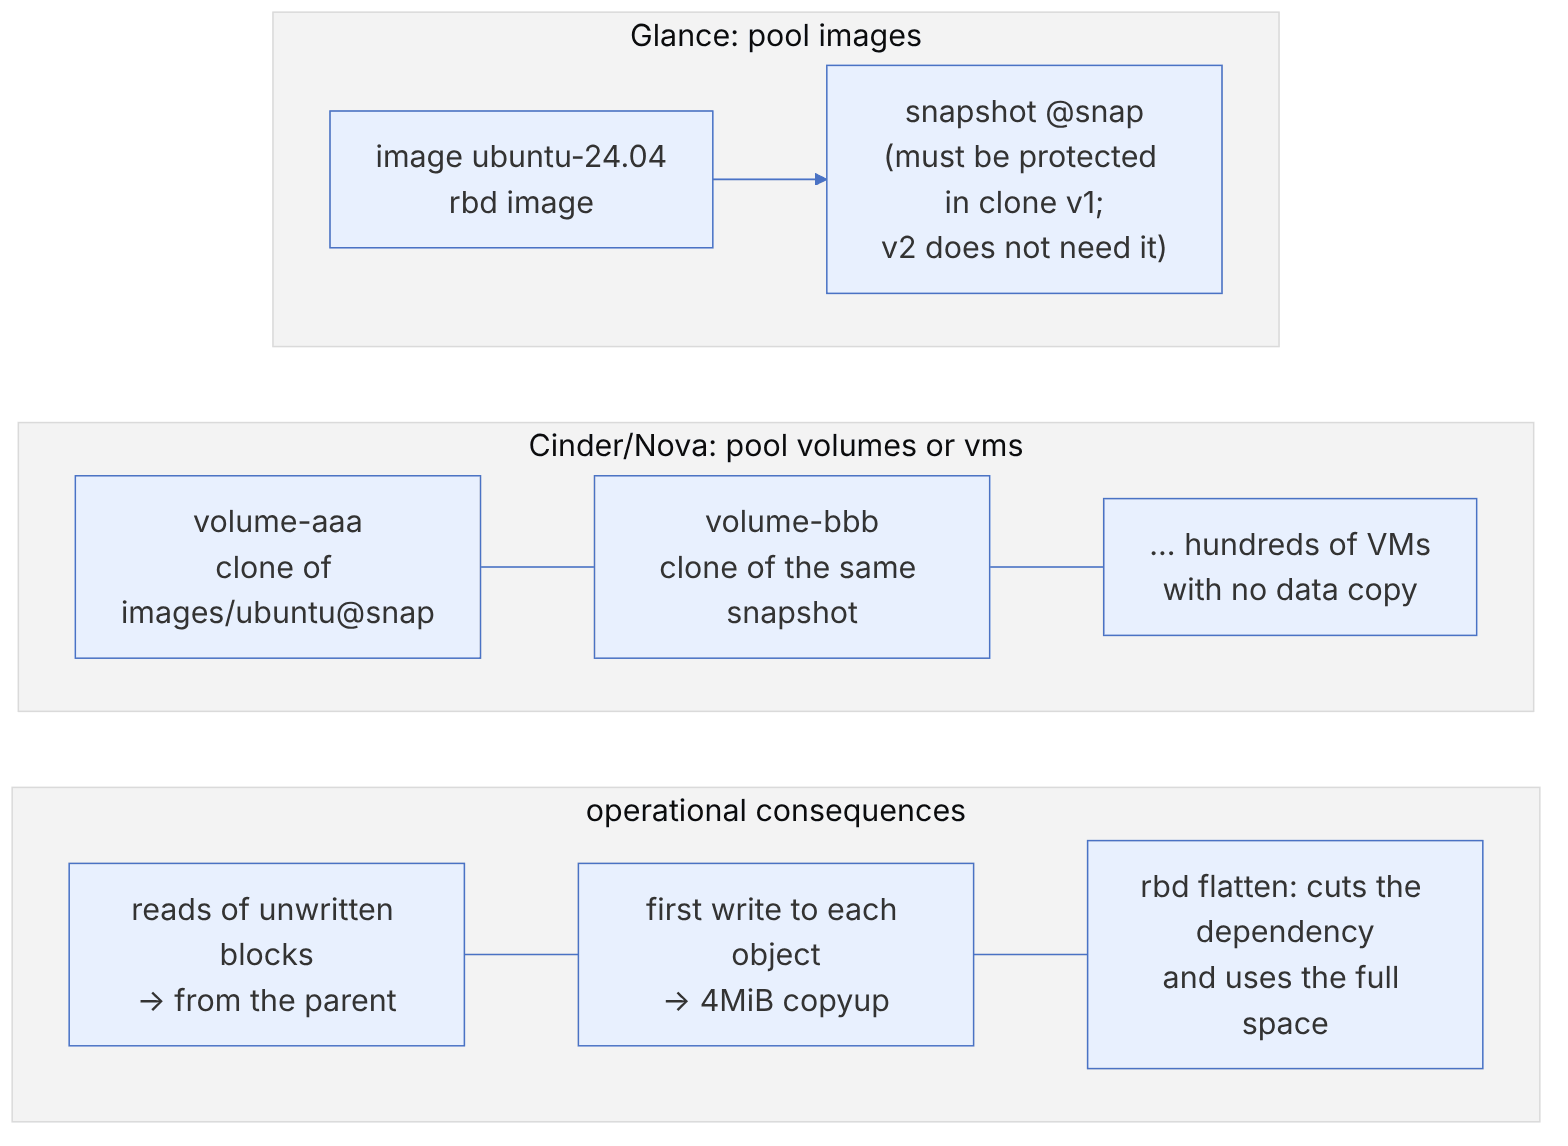 Glance: pool images
image ubuntu-24.04
rbd image
snapshot @snap
(must be protected
in clone v1;
v2 does not need it)
Cinder/Nova: pool volumes or vms
volume-aaa
clone of
images/ubuntu@snap
volume-bbb
clone of the same
snapshot
... hundreds of VMs
with no data copy
operational consequences
reads of unwritten
blocks
→ from the parent
first write to each
object
→ 4MiB copyup
rbd flatten: cuts the
dependency
and uses the full
space